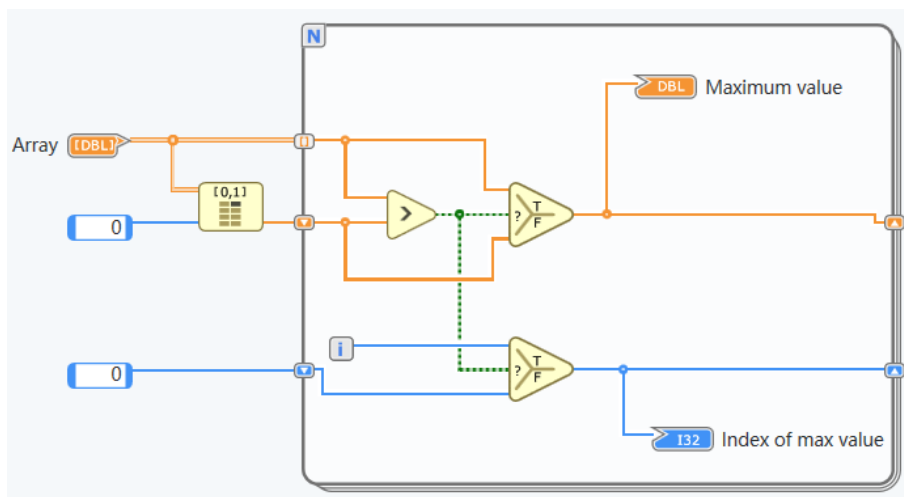 N
DBL Maximum value
Array [DBL]
[0,1]
0
>
? T F
0
i
? T F
I32 Index of max value